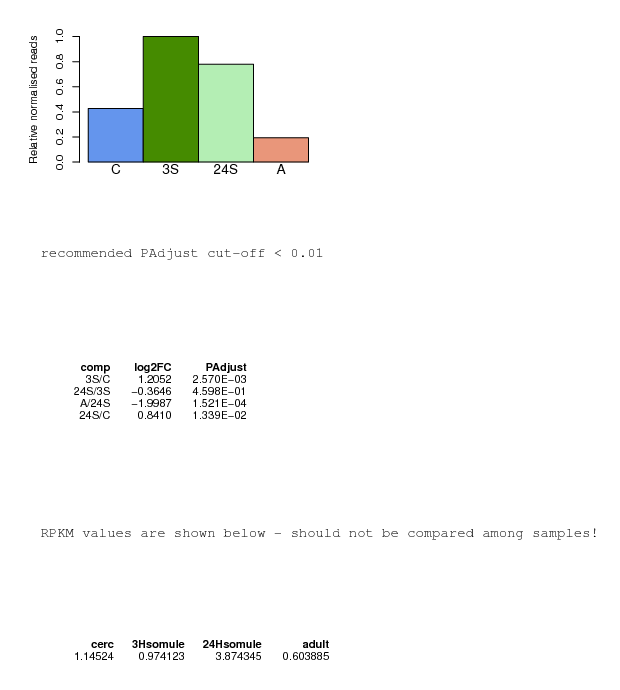 Relative normalised reads
1.0
0.8
0.6
0.4
0.2
0.0
C 3S 24S A
recommended PAdjust cut-off < 0.01
comp log2FC PAdjust
3S/C 1.2052 2.570E-03
24S/3S -0.3646 4.598E-01
A/24S -1.9987 1.521E-04
24S/C 0.8410 1.339E-02
RPKM values are shown below - should not be compared among samples!
cerc 3Hsomule 24Hsomule adult
1.14524 0.974123 3.874345 0.603885